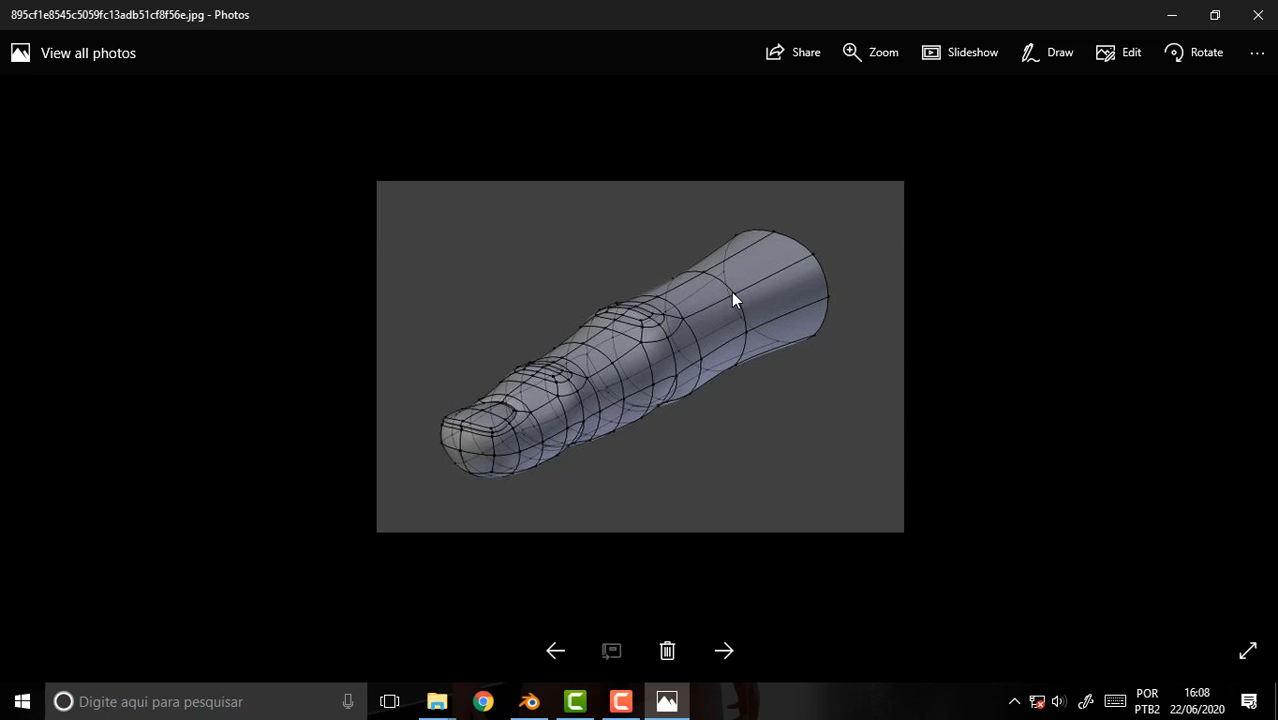 895cf1e8545c5059fc13adb51cf8f56e.jpg - Photos
View all photos
Share
Zoom
Slideshow
Draw
Edit
Rotate
Digite aqui para pesquisar
POR
PTB2
16:08
22/06/2020